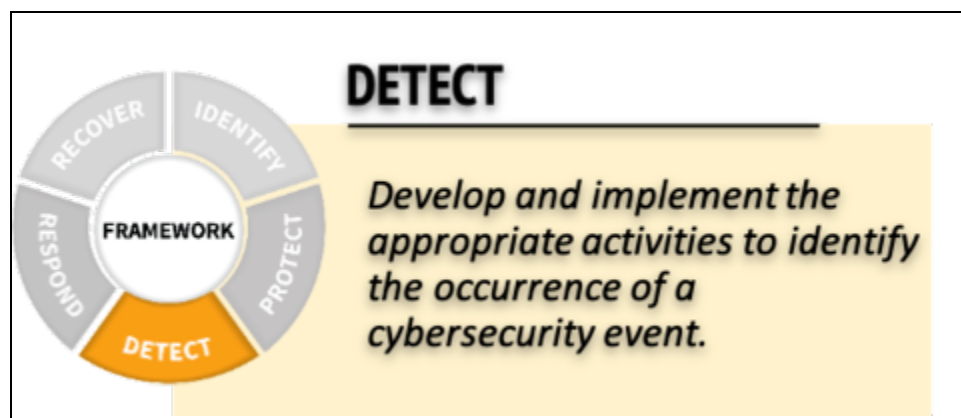 DETECT
Develop and implement the
appropriate activities to identify
the occurrence of a
cybersecurity event.
RECOVER
IDENTIFY
FRAMEWORK
RESPOND
PROTECT
DETECT